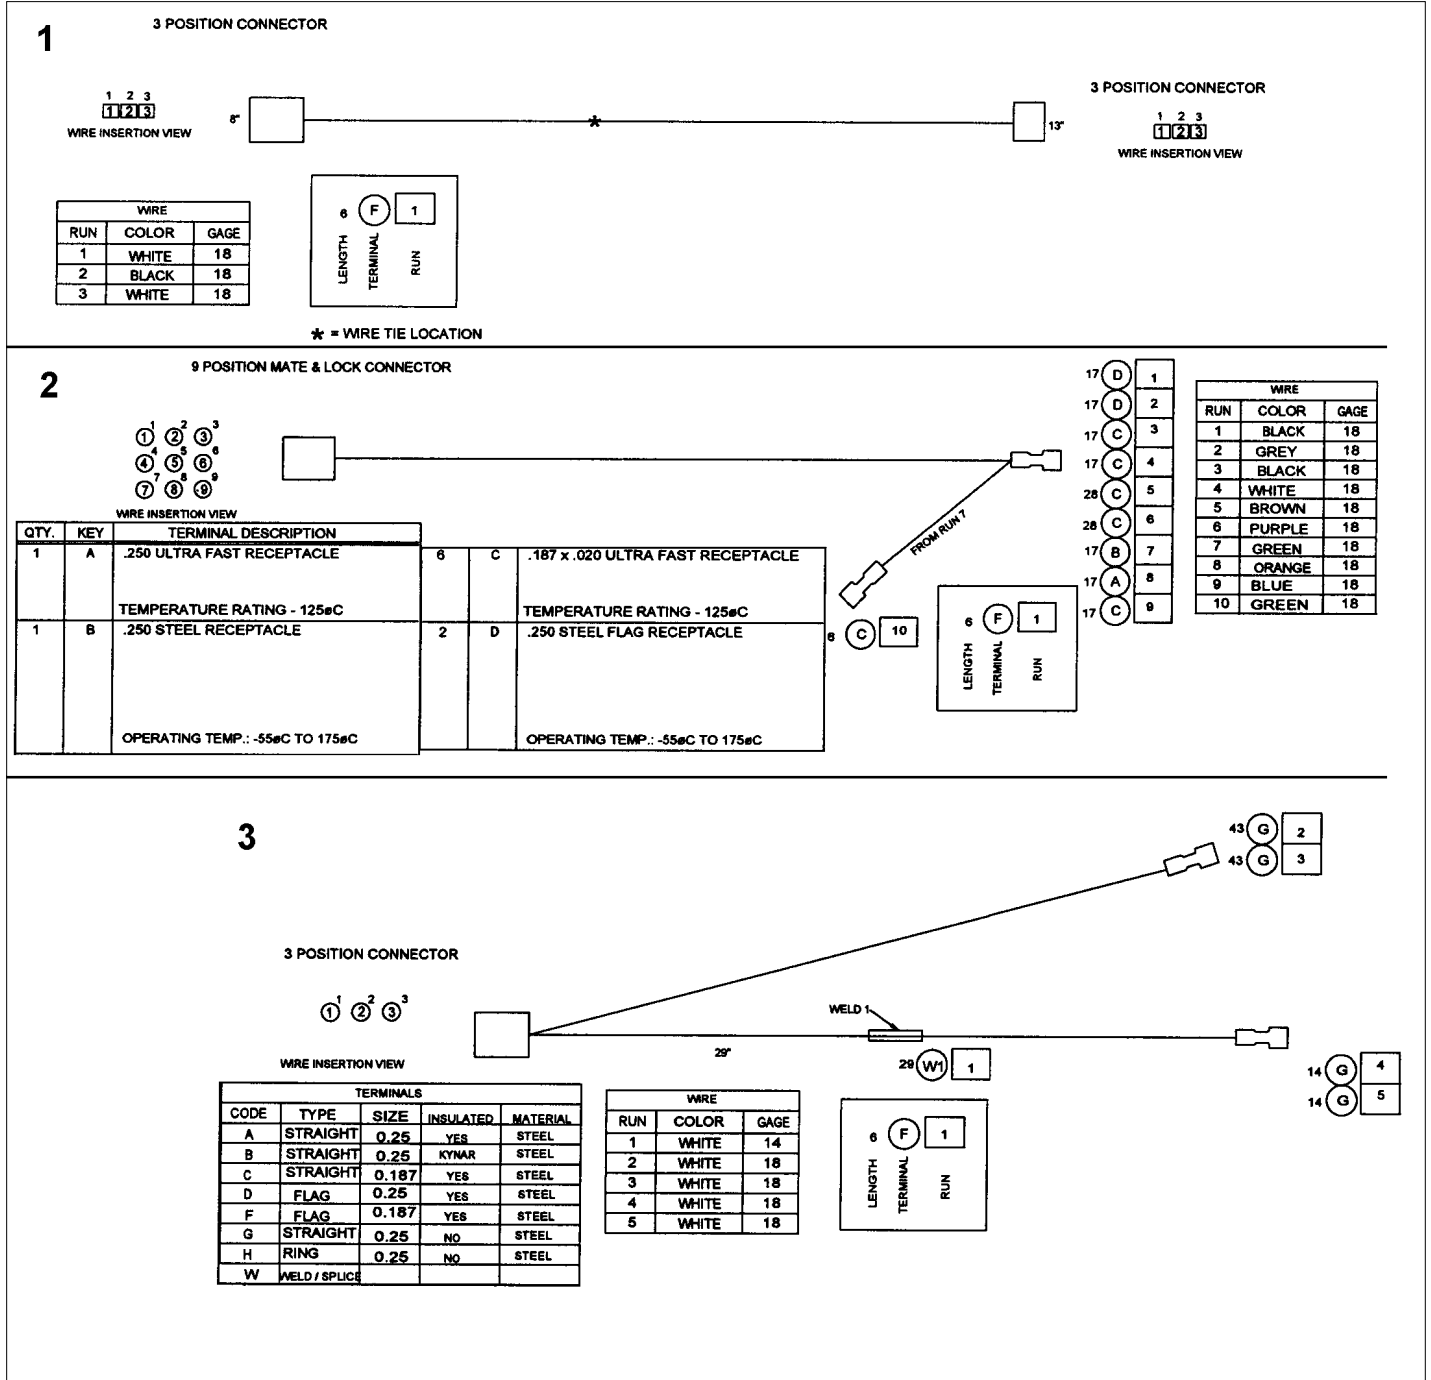 1
3 POSITION CONNECTOR
1 2 3
1 2 3
WIRE INSERTION VIEW
8"
*
13"
3 POSITION CONNECTOR
1 2 3
1 2 3
WIRE INSERTION VIEW
WIRE
RUN COLOR GAGE
1 WHITE 18
2 BLACK 18
3 WHITE 18
6 F 1
LENGTH
TERMINAL
RUN
* = WIRE TIE LOCATION
2
9 POSITION MATE & LOCK CONNECTOR
1 2 3
1 2 3
4 5 6
4 5 6
7 8 9
7 8 9
WIRE INSERTION VIEW
FROM RUN 7
17 D 1
17 D 2
17 C 3
17 C 4
28 C 5
28 C 6
17 B 7
17 A 8
17 C 9
6 C 10
WIRE
RUN COLOR GAGE
1 BLACK 18
2 GREY 18
3 BLACK 18
4 WHITE 18
5 BROWN 18
6 PURPLE 18
7 GREEN 18
8 ORANGE 18
9 BLUE 18
10 GREEN 18
QTY. KEY TERMINAL DESCRIPTION
1 A .250 ULTRA FAST RECEPTACLE
TEMPERATURE RATING - 125øC
1 B .250 STEEL RECEPTACLE
OPERATING TEMP.: -55øC TO 175øC
6 C .187 x .020 ULTRA FAST RECEPTACLE
TEMPERATURE RATING - 125øC
2 D .250 STEEL FLAG RECEPTACLE
OPERATING TEMP.: -55øC TO 175øC
6 F 1
LENGTH
TERMINAL
RUN
3
43 G 2
43 G 3
3 POSITION CONNECTOR
1 2 3
1 2 3
WIRE INSERTION VIEW
WELD 1
29"
29 W1 1
14 G 4
14 G 5
TERMINALS
CODE TYPE SIZE INSULATED MATERIAL
A STRAIGHT 0.25 YES STEEL
B STRAIGHT 0.25 KYNAR STEEL
C STRAIGHT 0.187 YES STEEL
D FLAG 0.25 YES STEEL
F FLAG 0.187 YES STEEL
G STRAIGHT 0.25 NO STEEL
H RING 0.25 NO STEEL
W WELD / SPLICE
WIRE
RUN COLOR GAGE
1 WHITE 14
2 WHITE 18
3 WHITE 18
4 WHITE 18
5 WHITE 18
6 F 1
LENGTH
TERMINAL
RUN